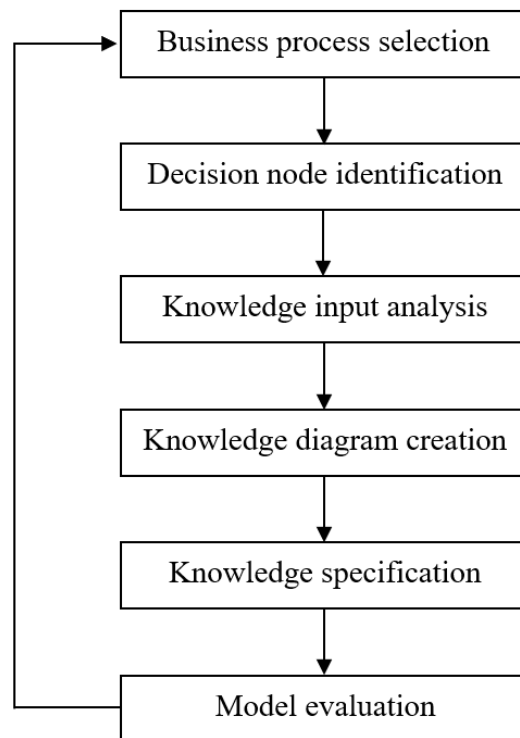 Business process selection
Decision node identification
Knowledge input analysis
Knowledge diagram creation
Knowledge specification
Model evaluation